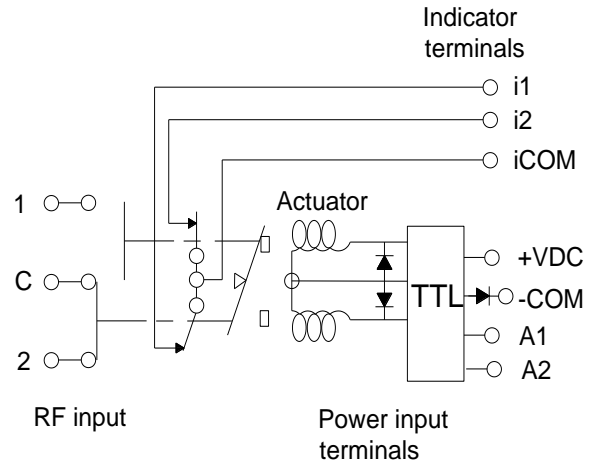 Indicator
terminals
i1
i2
iCOM
1
Actuator
+VDC
C
TTL
-COM
A1
2
A2
RF input
Power input
terminals